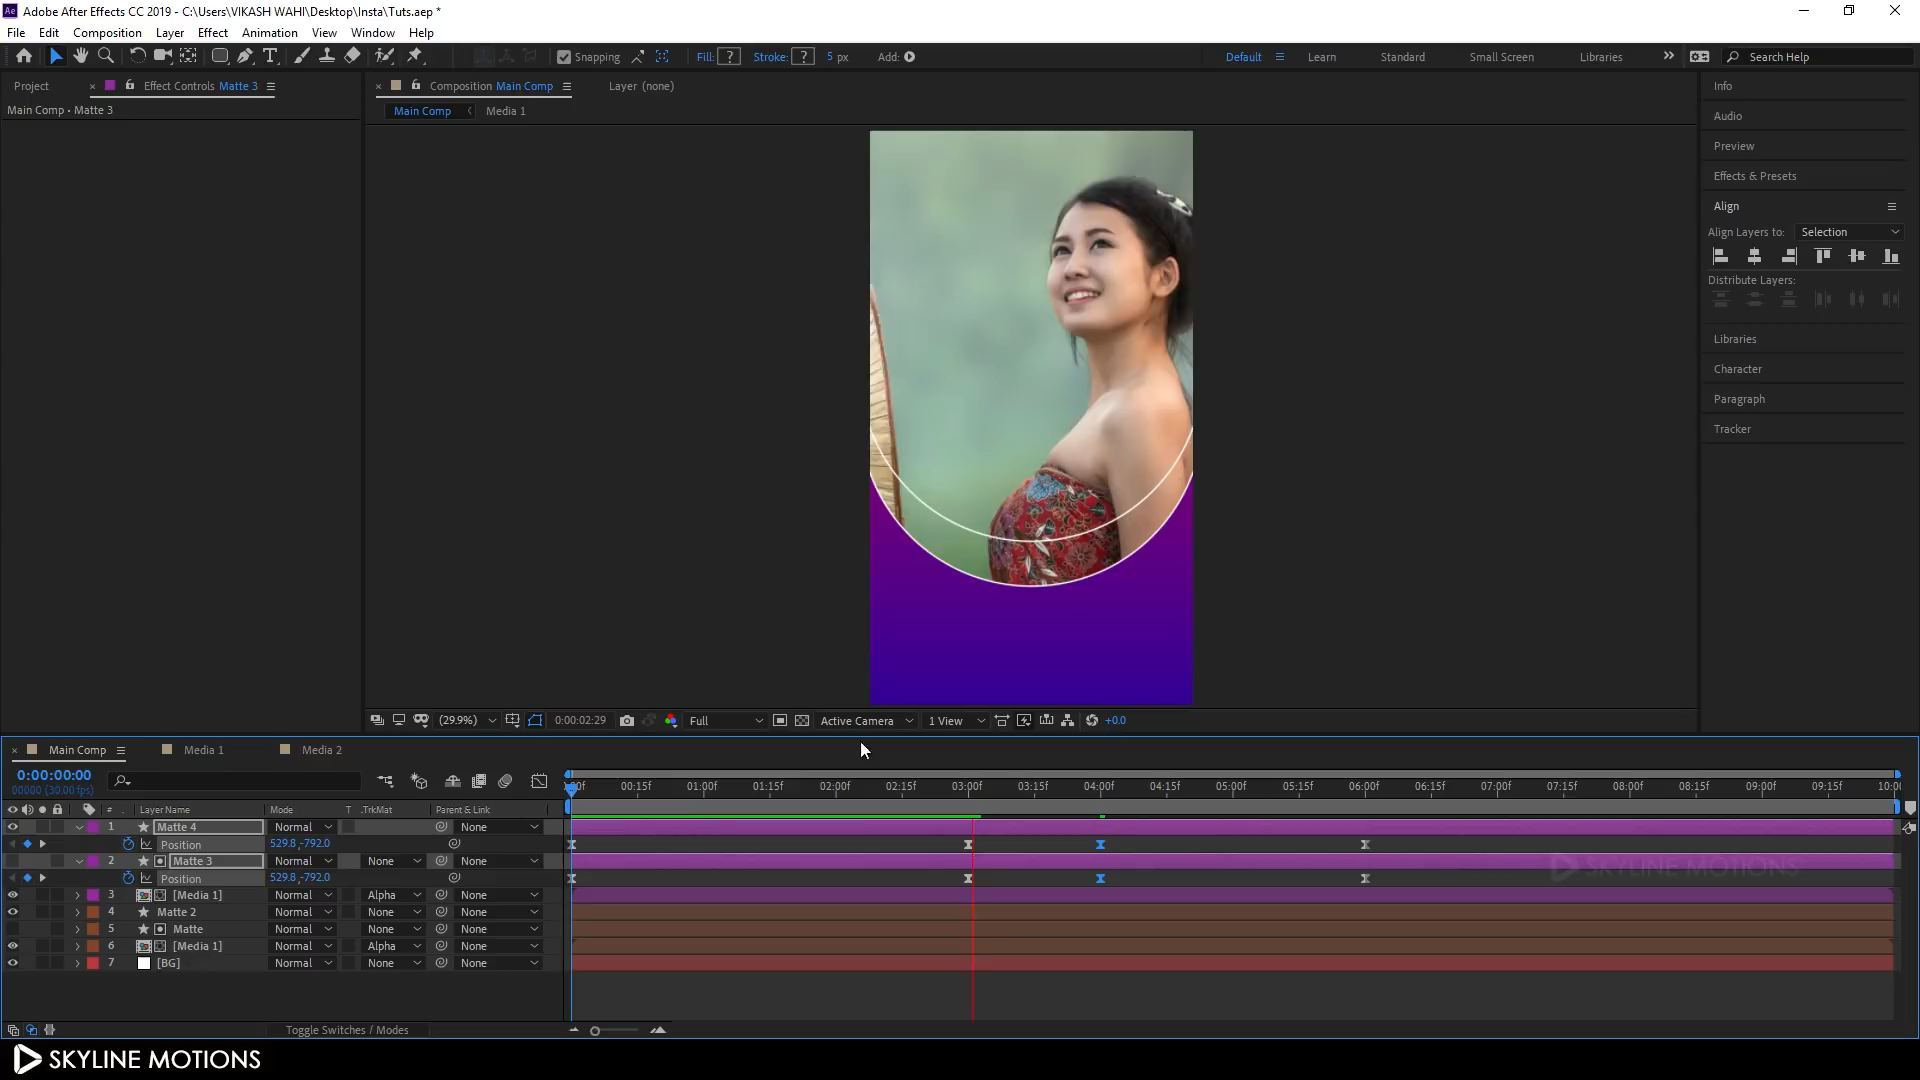 Adobe After Effects CC 2019 - C:\Users\VIKASH WAHI\Desktop\Insta\Tuts.aep *
File Edit Composition Layer Effect Animation View Window Help
Snapping Fill: ? Stroke: ? 5 px Add: Default Learn Standard Small Screen Libraries Search Help
Project Effect Controls Matte 3 Composition Main Comp Layer (none) Info
Main Comp • Matte 3 Main Comp Media 1
Audio
Preview
Effects & Presets
Align
Align Layers to: Selection
Distribute Layers:
Libraries
Character
Paragraph
Tracker
(29.9%) 0:00:02:29 Full Active Camera 1 View +0.0
Main Comp Media 1 Media 2
0:00:00:00
00000 (30.00 fps)
00f 00:15f 01:00f 01:15f 02:00f 02:15f 03:00f 03:15f 04:00f 04:15f 05:00f 05:15f 06:00f 06:15f 07:00f 07:15f 08:00f 08:15f 09:00f 09:15f 10:00
# Layer Name Mode T .TrkMat Parent & Link
1 Matte 4 Normal None
Position 529.8 ,-792.0
2 Matte 3 Normal None None
Position 529.8 ,-792.0
3 [Media 1] Normal Alpha None
4 Matte 2 Normal None None
5 Matte Normal None None
6 [Media 1] Normal Alpha None
7 [BG] Normal None None
SKYLINE MOTIONS
Toggle Switches / Modes
SKYLINE MOTIONS